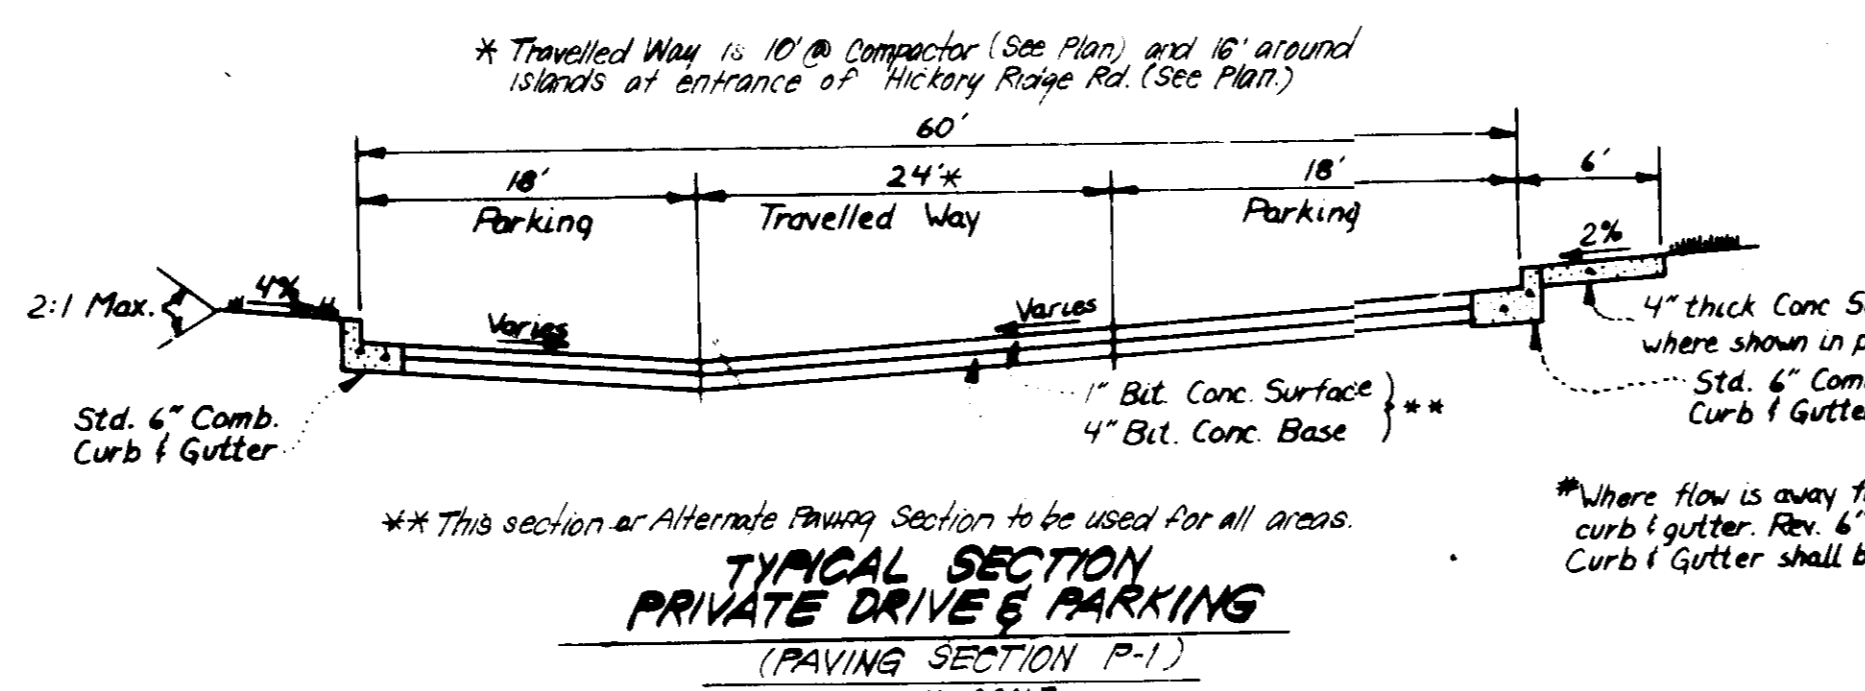 * Travelled Way is 10' @ Compactor (See Plan) and 16' around
islands at entrance of Hickory Ridge Rd. (See Plan.)
60'
18'
24'*
18'
6'
Parking
Travelled Way
Parking
2%
2:1 Max.
4%
Varies
Varies
4" thick Conc
where shown in
Std. 6" Comb.
Curb & Gutter
1" Bit. Conc. Surface
4" Bit. Conc. Base
**
Std. 6"
Curb &
** This section or Alternate Paving Section to be used for all areas.
*Where flow is away
curb & gutter. Rev. 6"
Curb & Gutter shall
TYPICAL SECTION
PRIVATE DRIVE & PARKING
(PAVING SECTION P-1)